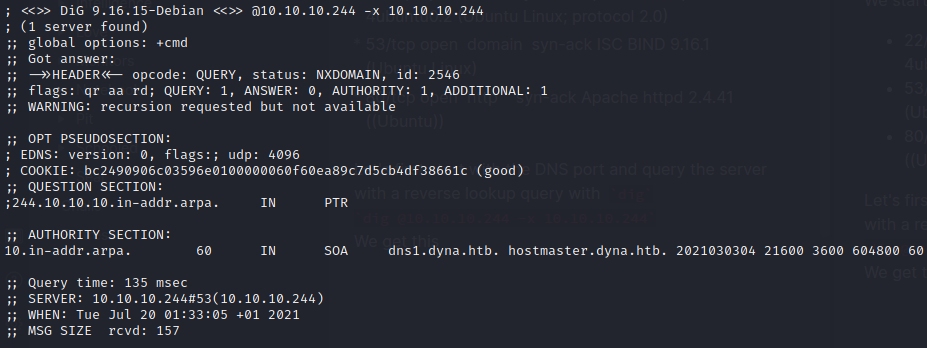 ; <<>> DiG 9.16.15-Debian <<>> @10.10.10.244 -x 10.10.10.244
; (1 server found)
;; global options: +cmd
;; Got answer:
;; ->>HEADER<<- opcode: QUERY, status: NXDOMAIN, id: 2546
;; flags: qr aa rd; QUERY: 1, ANSWER: 0, AUTHORITY: 1, ADDITIONAL: 1
;; WARNING: recursion requested but not available

;; OPT PSEUDOSECTION:
; EDNS: version: 0, flags:; udp: 4096
; COOKIE: bc2490906c03596e0100000060f60ea89c7d5cb4df38661c (good)
;; QUESTION SECTION:
;244.10.10.10.in-addr.arpa. IN PTR

;; AUTHORITY SECTION:
10.in-addr.arpa. 60 IN SOA dns1.dyna.htb. hostmaster.dyna.htb. 2021030304 21600 3600 604800 60

;; Query time: 135 msec
;; SERVER: 10.10.10.244#53(10.10.10.244)
;; WHEN: Tue Jul 20 01:33:05 +01 2021
;; MSG SIZE rcvd: 157